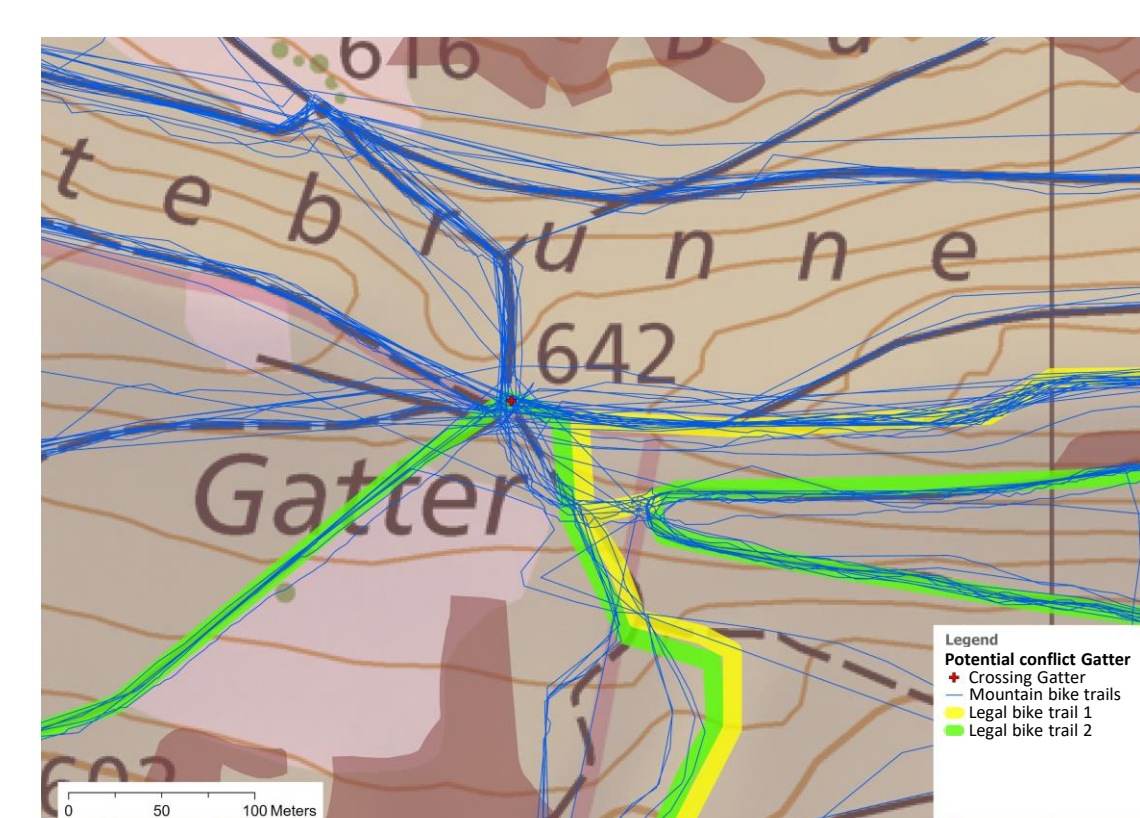 616
B u
t e b r u n n e
642
Gatter
Legend
Potential conflict Gatter
Crossing Gatter
Mountain bike trails
Legal bike trail 1
Legal bike trail 2
0 50 100 Meters